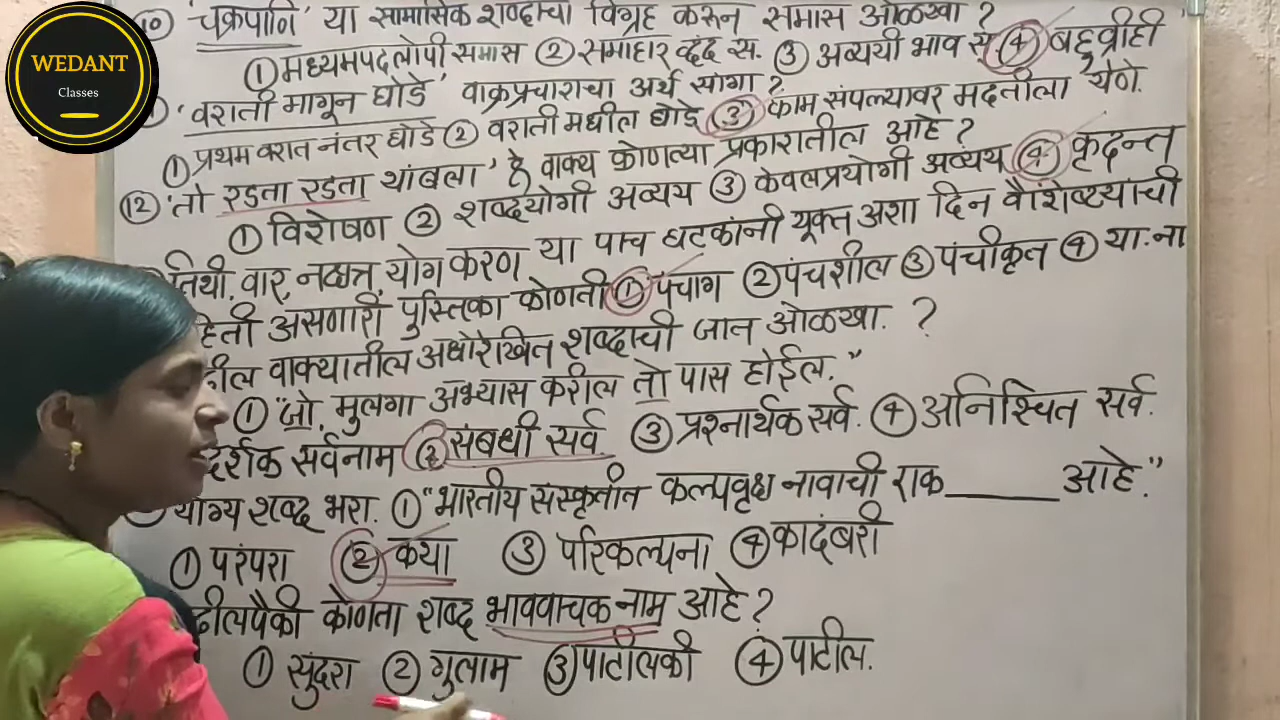 WEDANT
Classes
१० 'चक्रपाणि' या सामासिक शब्दाचा विग्रह करून समास ओळखा ?
① मध्यमपदलोपी समास ② समाहार द्वंद्व स. ③ अव्ययी भाव स. ④ बहुव्रीही
'वराती मागून घोडे' वाक्प्रचाराचा अर्थ सांगा ?
① प्रथम वरात नंतर घोडे ② वराती मधील घोडे ③ काम संपल्यावर मदतीला येणे.
⑫ 'तो रडता रडता थांबला' हे वाक्य कोणत्या प्रकारातील आहे ?
① विशेषण ② शब्दयोगी अव्यय ③ केवलप्रयोगी अव्यय ④ कृदन्त
तिथी, वार, नक्षत्र, योग करण या पाच घटकांनी यूक्त अशा दिन वैशिष्ट्यांची
हिती असणारी पुस्तिका कोणती ① पंचाग ② पंचशील ③ पंचीकृत ④ या.ना
ढील वाक्यातील अधोरेखित शब्दाची जात ओळखा. ?
① "जो मुलगा अभ्यास करील तो पास होईल."
दर्शक सर्वनाम ② संबधी सर्व. ③ प्रश्नार्थक सर्व. ④ अनिश्चित सर्व.
योग्य शब्द भरा. ① "भारतीय संस्कृतीत कल्पवृक्ष नावाची एक ______ आहे."
① परंपरा ② कथा ③ परिकल्पना ④ कादंबरी
ढीलपैकी कोणता शब्द भाववाचक नाम आहे ?
① सुंदरा ② गुलाम ③ पाटीलकी ④ पाटील.